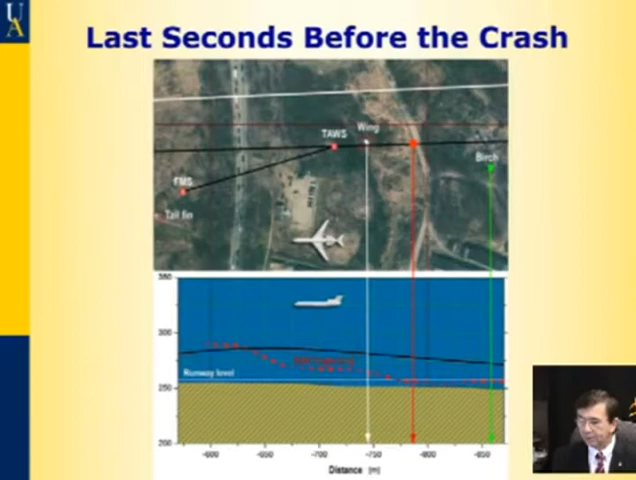 UA
Last Seconds Before the Crash
Wing
TAWS
Birch
FMS
Tail fin
350
300
Runway level
250
200
-600 -650 -700 -750 -800 -850
Distance (m)